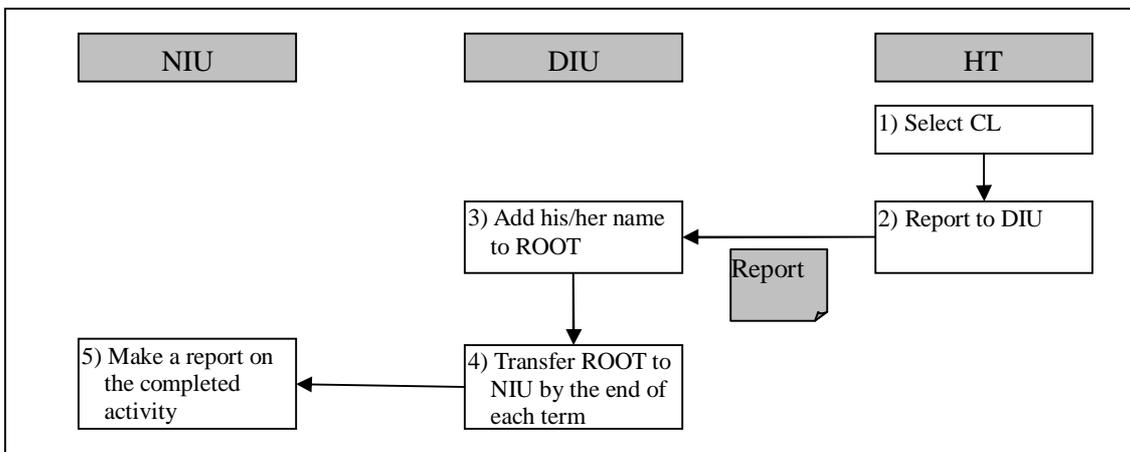 NIU
DIU
HT
1) Select CL
2) Report to DIU
3) Add his/her name
to ROOT
Report
4) Transfer ROOT to
NIU by the end of
each term
5) Make a report on
the completed
activity